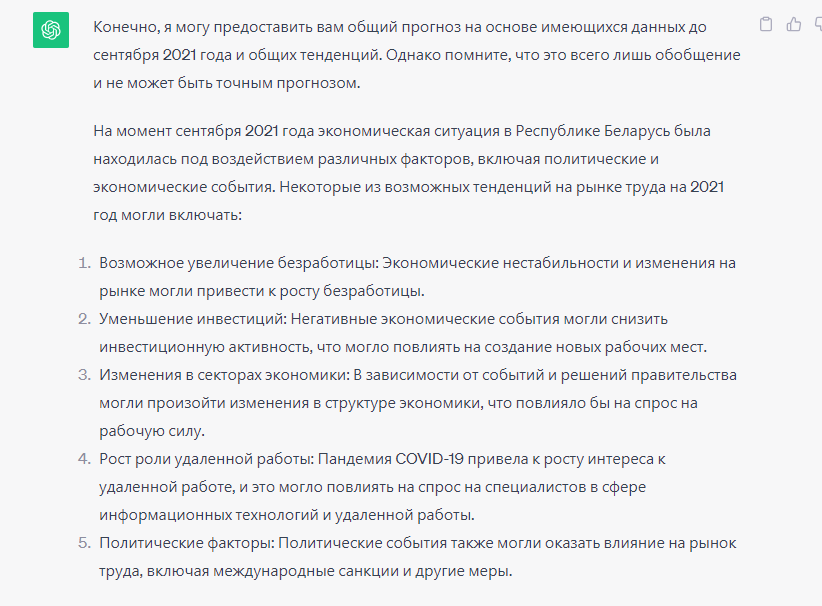 Конечно, я могу предоставить вам общий прогноз на основе имеющихся данных до
сентября 2021 года и общих тенденций. Однако помните, что это всего лишь обобщение
и не может быть точным прогнозом.
На момент сентября 2021 года экономическая ситуация в Республике Беларусь была
находилась под воздействием различных факторов, включая политические и
экономические события. Некоторые из возможных тенденций на рынке труда на 2021
год могли включать:
1. Возможное увеличение безработицы: Экономические нестабильности и изменения на
рынке могли привести к росту безработицы.
2. Уменьшение инвестиций: Негативные экономические события могли снизить
инвестиционную активность, что могло повлиять на создание новых рабочих мест.
3. Изменения в секторах экономики: В зависимости от событий и решений правительства
могли произойти изменения в структуре экономики, что повлияло бы на спрос на
рабочую силу.
4. Рост роли удаленной работы: Пандемия COVID-19 привела к росту интереса к
удаленной работе, и это могло повлиять на спрос на специалистов в сфере
информационных технологий и удаленной работы.
5. Политические факторы: Политические события также могли оказать влияние на рынок
труда, включая международные санкции и другие меры.